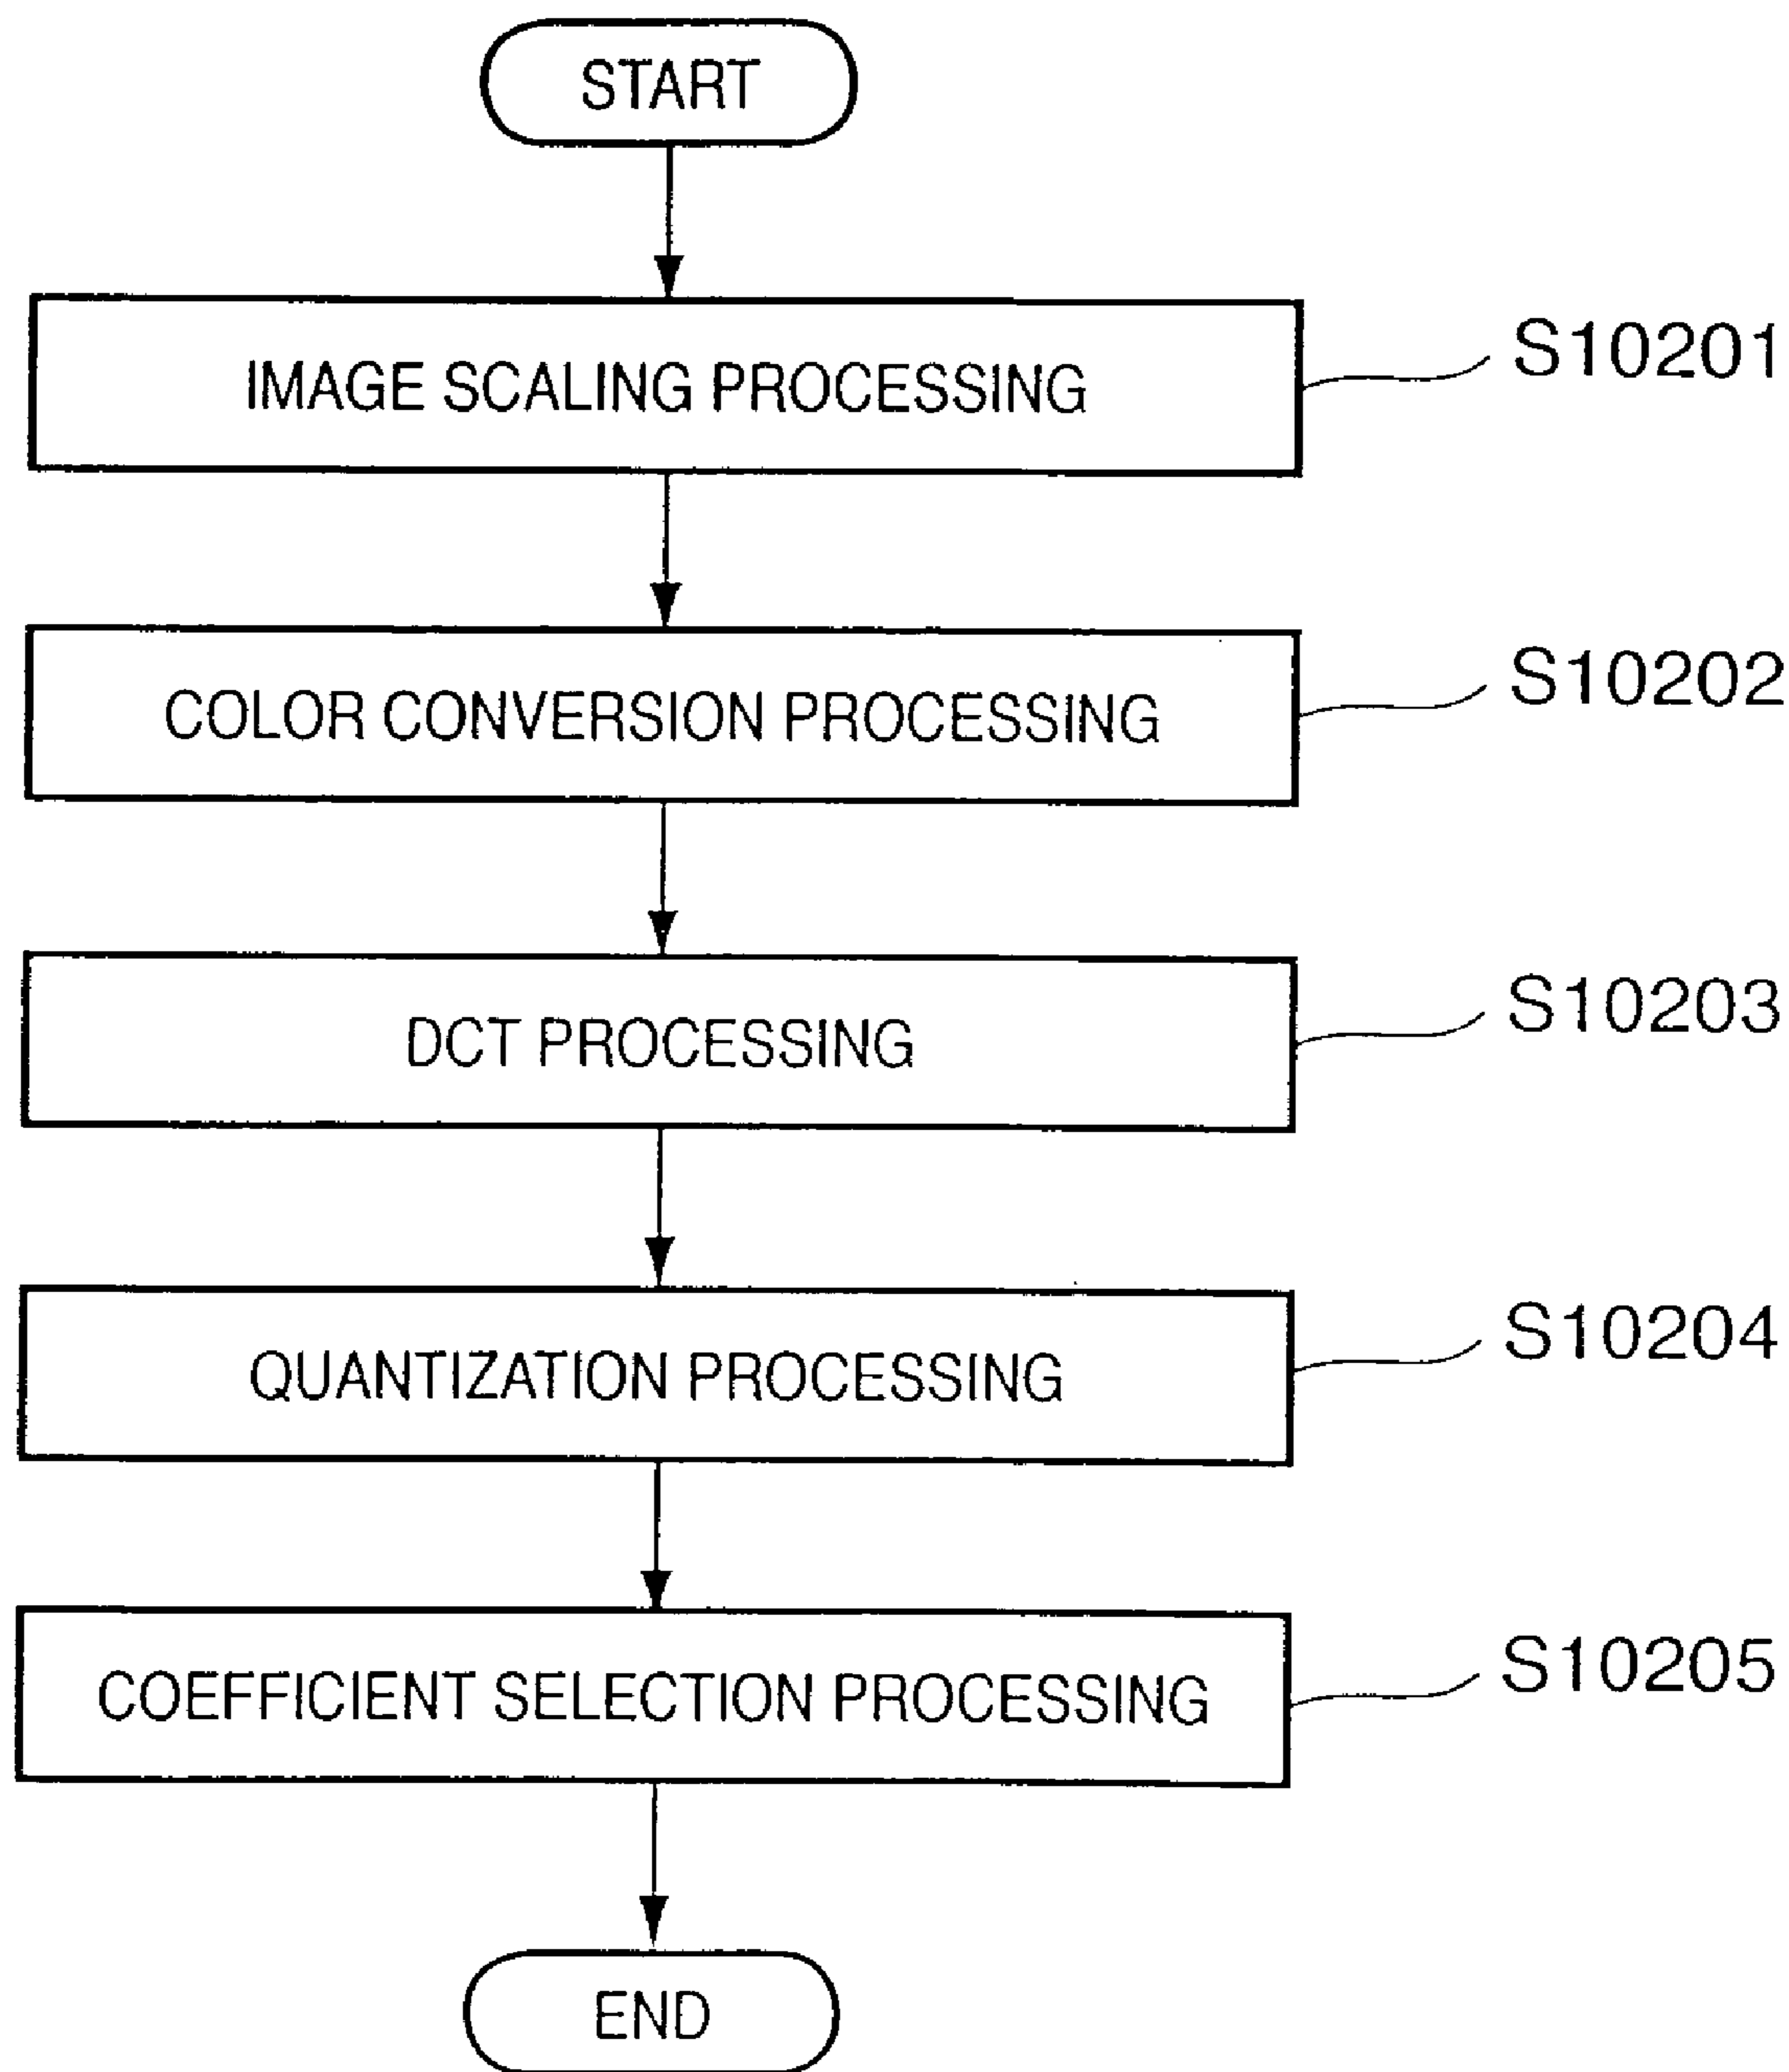 START
IMAGE SCALING PROCESSING
S10201
COLOR CONVERSION PROCESSING
S10202
DCT PROCESSING
S10203
QUANTIZATION PROCESSING
S10204
COEFFICIENT SELECTION PROCESSING
S10205
END